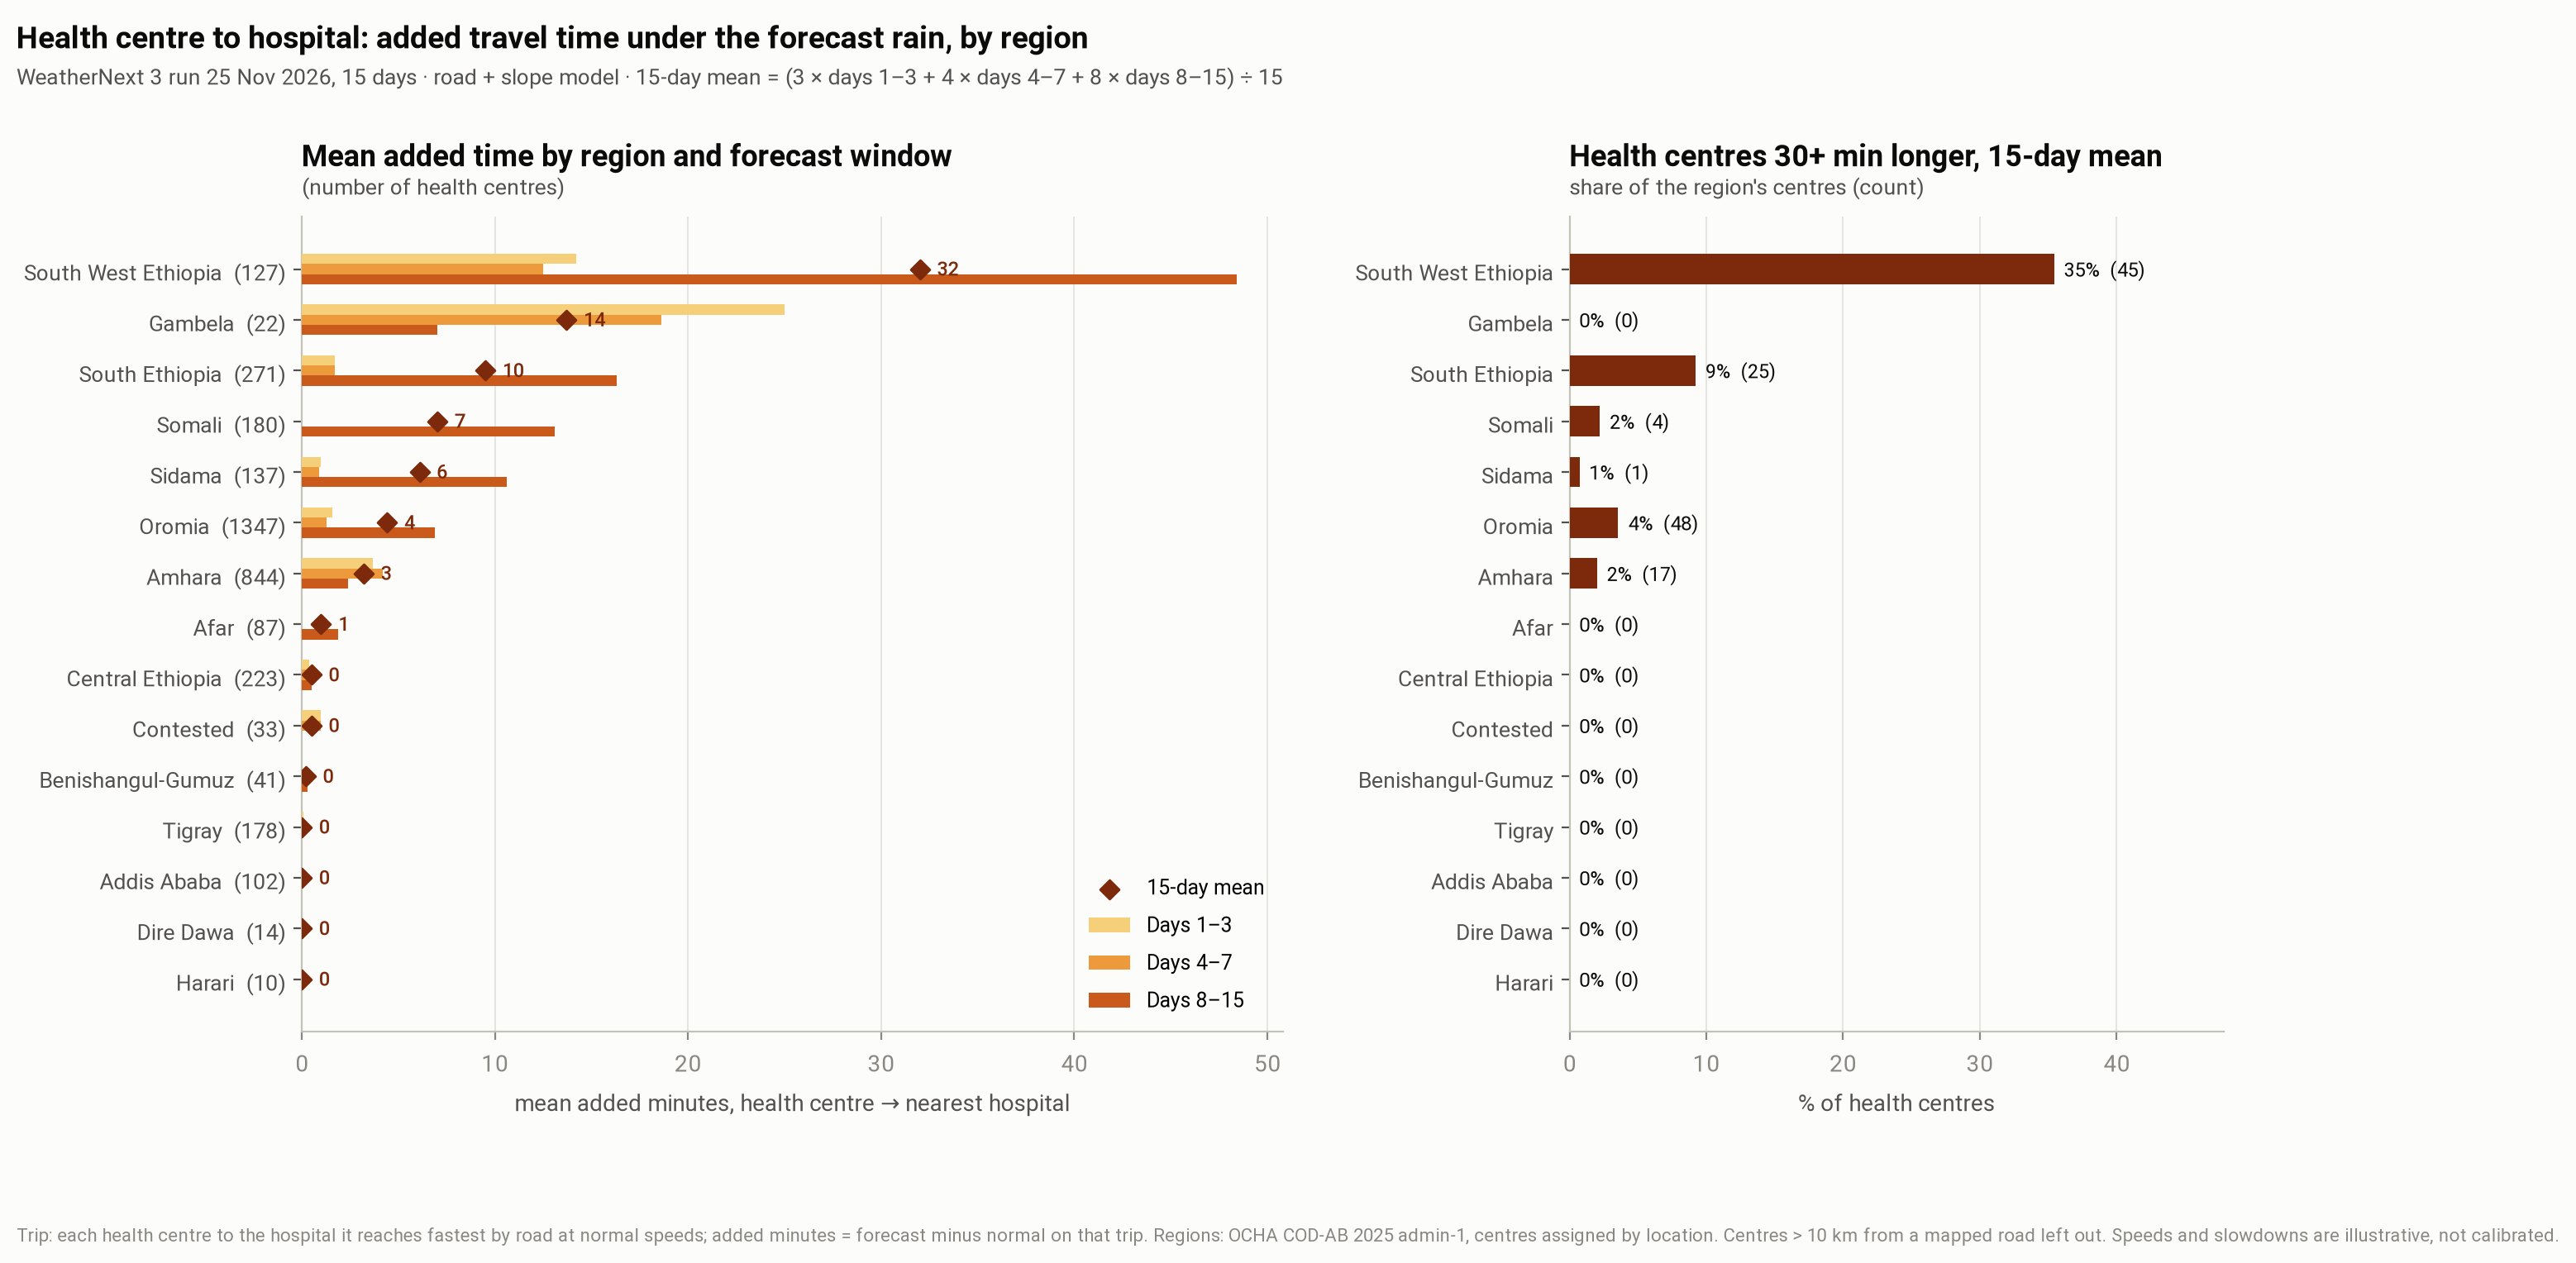 Health centre to hospital: added travel time under the forecast rain, by region
WeatherNext 3 run 25 Nov 2026, 15 days · road + slope model · 15-day mean = (3 × days 1–3 + 4 × days 4–7 + 8 × days 8–15) ÷ 15
Mean added time by region and forecast window
(number of health centres)
South West Ethiopia (127)
32
Gambela (22)
14
South Ethiopia (271)
10
Somali (180)
7
Sidama (137)
6
Oromia (1347)
4
Amhara (844)
3
Afar (87)
1
Central Ethiopia (223)
0
Contested (33)
0
Benishangul-Gumuz (41)
0
Tigray (178)
0
Addis Ababa (102)
0
Dire Dawa (14)
0
Harari (10)
0
15-day mean
Days 1–3
Days 4–7
Days 8–15
0 10 20 30 40 50
mean added minutes, health centre → nearest hospital
Health centres 30+ min longer, 15-day mean
share of the region's centres (count)
South West Ethiopia 35% (45)
Gambela 0% (0)
South Ethiopia 9% (25)
Somali 2% (4)
Sidama 1% (1)
Oromia 4% (48)
Amhara 2% (17)
Afar 0% (0)
Central Ethiopia 0% (0)
Contested 0% (0)
Benishangul-Gumuz 0% (0)
Tigray 0% (0)
Addis Ababa 0% (0)
Dire Dawa 0% (0)
Harari 0% (0)
0 10 20 30 40
% of health centres
Trip: each health centre to the hospital it reaches fastest by road at normal speeds; added minutes = forecast minus normal on that trip. Regions: OCHA COD-AB 2025 admin-1, centres assigned by location. Centres > 10 km from a mapped road left out. Speeds and slowdowns are illustrative, not calibrated.